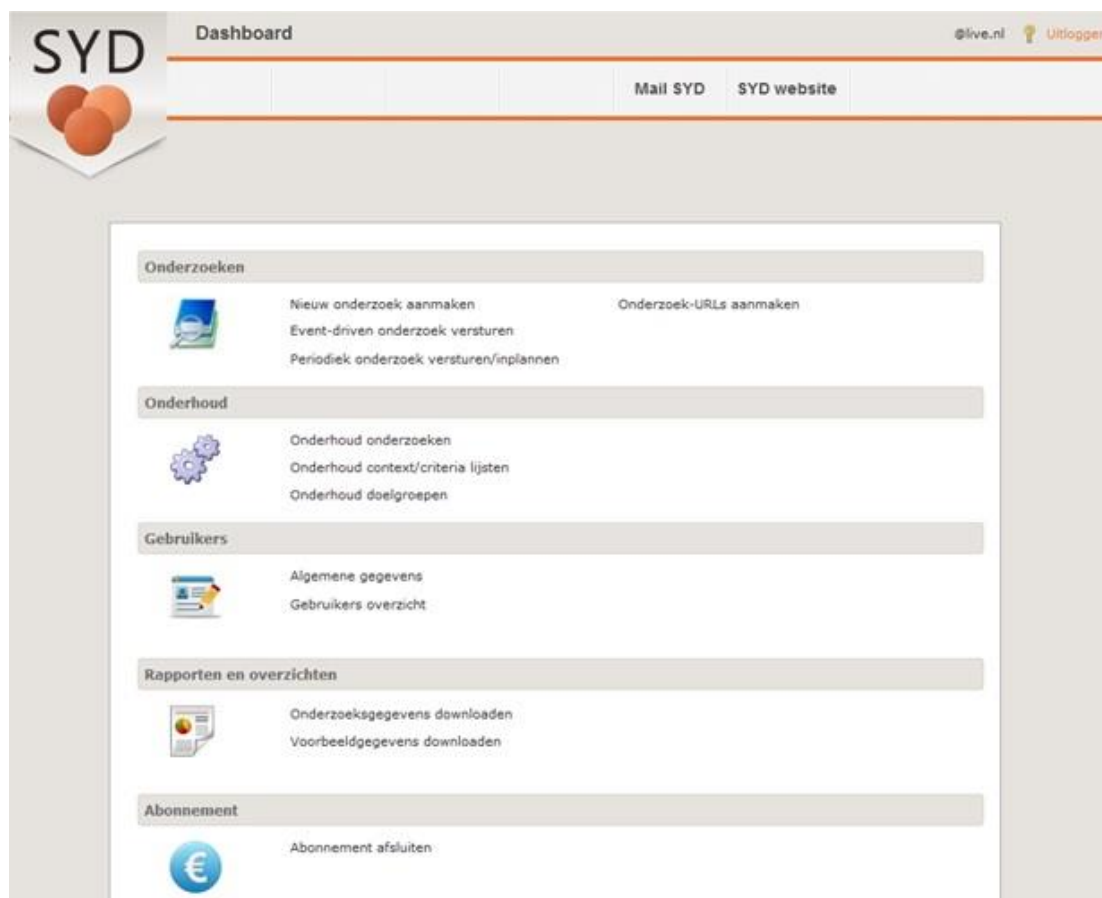 SYD
Dashboard
@live.nl Uitloggen
Mail SYD SYD website
Onderzoeken
Nieuw onderzoek aanmaken Onderzoek-URLs aanmaken
Event-driven onderzoek versturen
Periodiek onderzoek versturen/inplannen
Onderhoud
Onderhoud onderzoeken
Onderhoud context/criteria lijsten
Onderhoud doelgroepen
Gebruikers
Algemene gegevens
Gebruikers overzicht
Rapporten en overzichten
Onderzoeksgegevens downloaden
Voorbeeldgegevens downloaden
Abonnement
Abonnement afsluiten
€